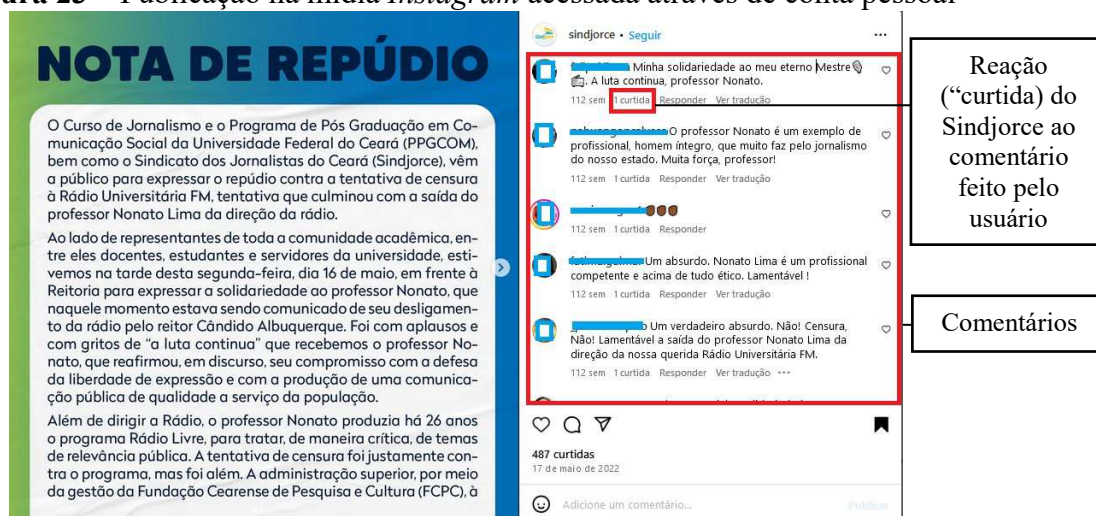 Publicação na mídia Instagram acessada através de conta pessoal
NOTA DE REPÚDIO
O Curso de Jornalismo e o Programa de Pós Graduação em Co-
municação Social da Universidade Federal do Ceará (PPGCOM),
bem como o Sindicato dos Jornalistas do Ceará (Sindjorce), vêm
a público para expressar o repúdio contra a tentativa de censura
à Rádio Universitária FM, tentativa que culminou com a saída do
professor Nonato Lima da direção da rádio.
Ao lado de representantes de toda a comunidade acadêmica, en-
tre eles docentes, estudantes e servidores da universidade, esti-
vemos na tarde desta segunda-feira, dia 16 de maio, em frente à
Reitoria para expressar a solidariedade ao professor Nonato, que
naquele momento estava sendo comunicado de seu desligamen-
to da rádio pelo reitor Cândido Albuquerque. Foi com aplausos e
com gritos de “a luta continua” que recebemos o professor No-
nato, que reafirmou, em discurso, seu compromisso com a defesa
da liberdade de expressão e com a produção de uma comunica-
ção pública de qualidade a serviço da população.
Além de dirigir a Rádio, o professor Nonato produzia há 26 anos
o programa Rádio Livre, para tratar, de maneira crítica, de temas
de relevância pública. A tentativa de censura foi justamente con-
tra o programa, mas foi além. A administração superior, por meio
da gestão da Fundação Cearense de Pesquisa e Cultura (FCPC), à
sindjorce • Seguir
Minha solidariedade ao meu eterno Mestre
. A luta continua, professor Nonato.
112 sem 1 curtida Responder Ver tradução
O professor Nonato é um exemplo de
profissional, homem íntegro, que muito faz pelo jornalismo
do nosso estado. Muita força, professor!
112 sem 1 curtida Responder Ver tradução
112 sem 1 curtida Responder
Um absurdo. Nonato Lima é um profissional
competente e acima de tudo ético. Lamentável !
112 sem 1 curtida Responder Ver tradução
Um verdadeiro absurdo. Não! Censura,
Não! Lamentável a saída do professor Nonato Lima da
direção da nossa querida Rádio Universitária FM.
112 sem 1 curtida Responder Ver tradução •••
487 curtidas
17 de maio de 2022
Adicione um comentário...
Publicar
Reação
(“curtida) do
Sindjorce ao
comentário
feito pelo
usuário
Comentários